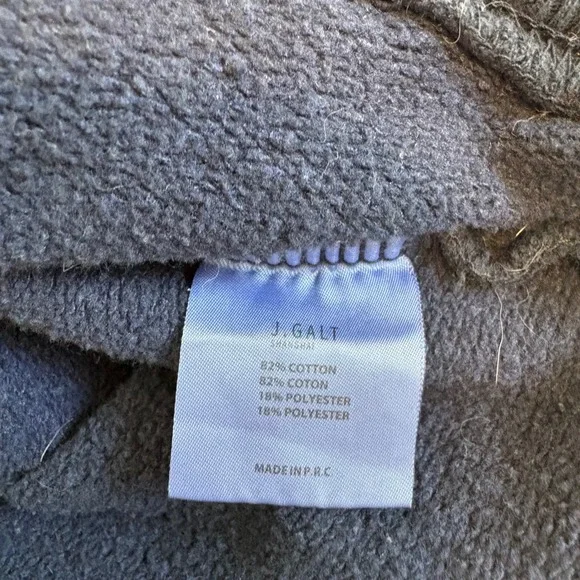 J. GALT
SHANGHAI
82% COTTON
82% COTON
18% POLYESTER
18% POLYESTER
MADE IN P.R.C.